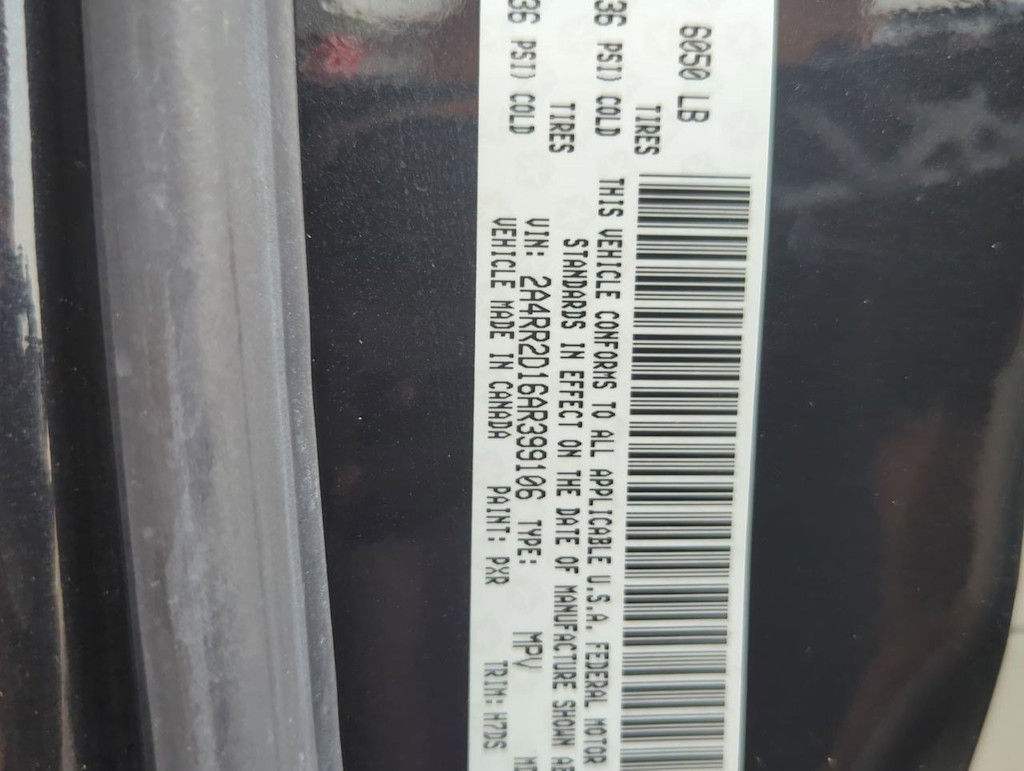 6050 LB
TIRES
36 PSI) COLD
TIRES
36 PSI) COLD
THIS VEHICLE CONFORMS TO ALL APPLICABLE U.S.A. FEDERAL MOTOR
STANDARDS IN EFFECT ON THE DATE OF MANUFACTURE SHOWN
VIN: 2A4RR2D16AR399106 TYPE: MPV
VEHICLE MADE IN CANADA PAINT: PXR TRIM: H7DS